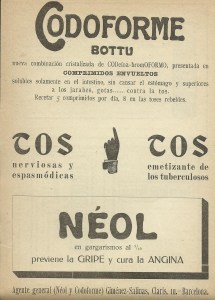 CODOFORME
BOTTU
nueva combinación cristalizada de CODeína-bromOFORMO, presentada en
COMPRIMIDOS ENVUELTOS
solubles solamente en el intestino, sin cansar el estómago y superiores
a los jarabes, gotas..... contra la tos.
Recetar 5 comprimidos por día, 8 en las toses rebeldes.
TOS
nerviosas y
espasmódicas
TOS
emetizante de
los tuberculosos
NÉOL
en gargarismos al
previene la GRIPE y cura la ANGINA
Agente general (Néol y Codoforme) Giménez-Salinas, Claris, Barcelona.